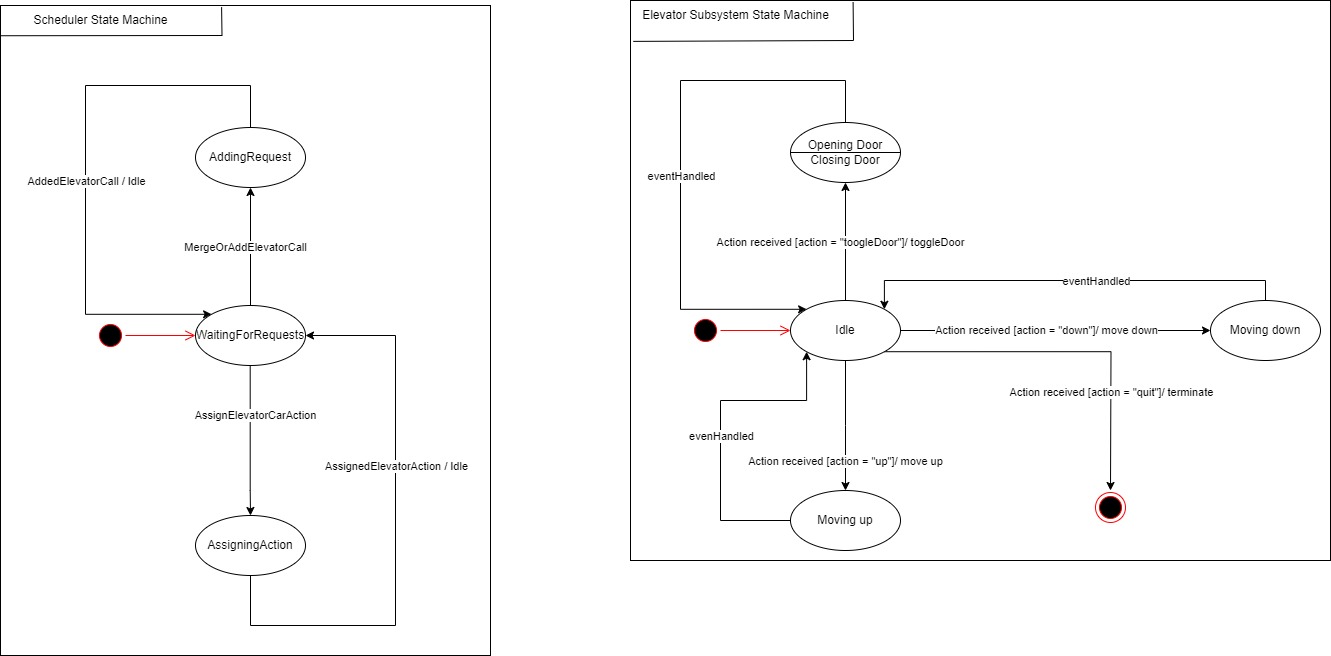 Scheduler State Machine
AddingRequest
AddedElevatorCall / Idle
MergeOrAddElevatorCall
WaitingForRequests
AssignElevatorCarAction
AssignedElevatorAction / Idle
AssigningAction
Elevator Subsystem State Machine
Opening Door
Closing Door
eventHandled
Action received [action = "toogleDoor"]/ toggleDoor
eventHandled
Idle
Action received [action = "down"]/ move down
Moving down
Action received [action = "quit"]/ terminate
evenHandled
Action received [action = "up"]/ move up
Moving up